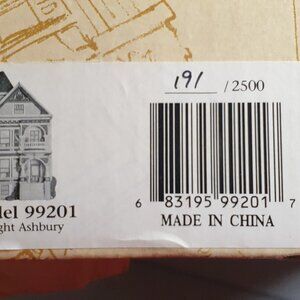 191 / 2500
6 83195 99201 7
del 99201
ght Ashbury
MADE IN CHINA